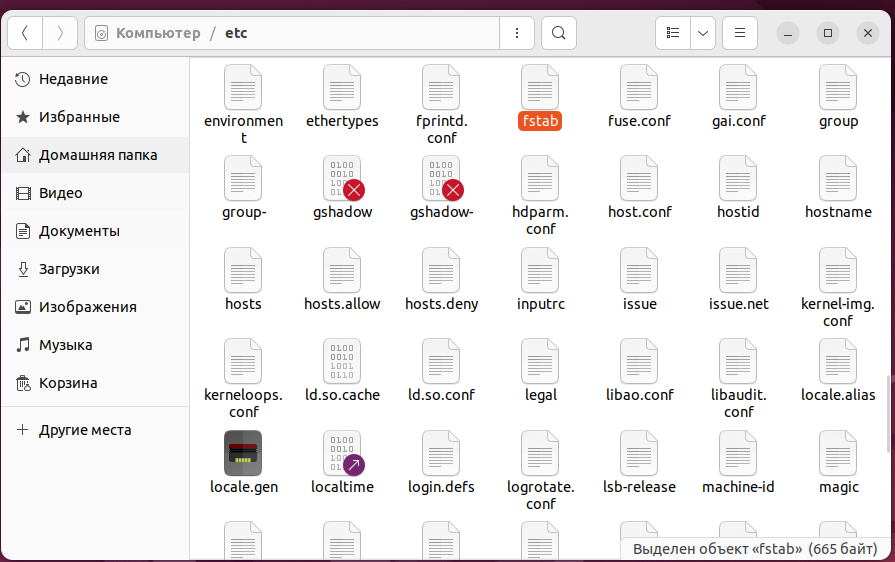 Компьютер / etc
Недавние
Избранные
Домашняя папка
Видео
Документы
Загрузки
Изображения
Музыка
Корзина
Другие места
environmen
t
ethertypes
fprintd.
conf
fstab
fuse.conf
gai.conf
group
group-
gshadow
gshadow-
hdparm.
conf
host.conf
hostid
hostname
hosts
hosts.allow
hosts.deny
inputrc
issue
issue.net
kernel-img.
conf
kerneloops.
conf
ld.so.cache
ld.so.conf
legal
libao.conf
libaudit.
conf
locale.alias
locale.gen
localtime
login.defs
logrotate.
conf
lsb-release
machine-id
magic
Выделен объект «fstab» (665 байт)